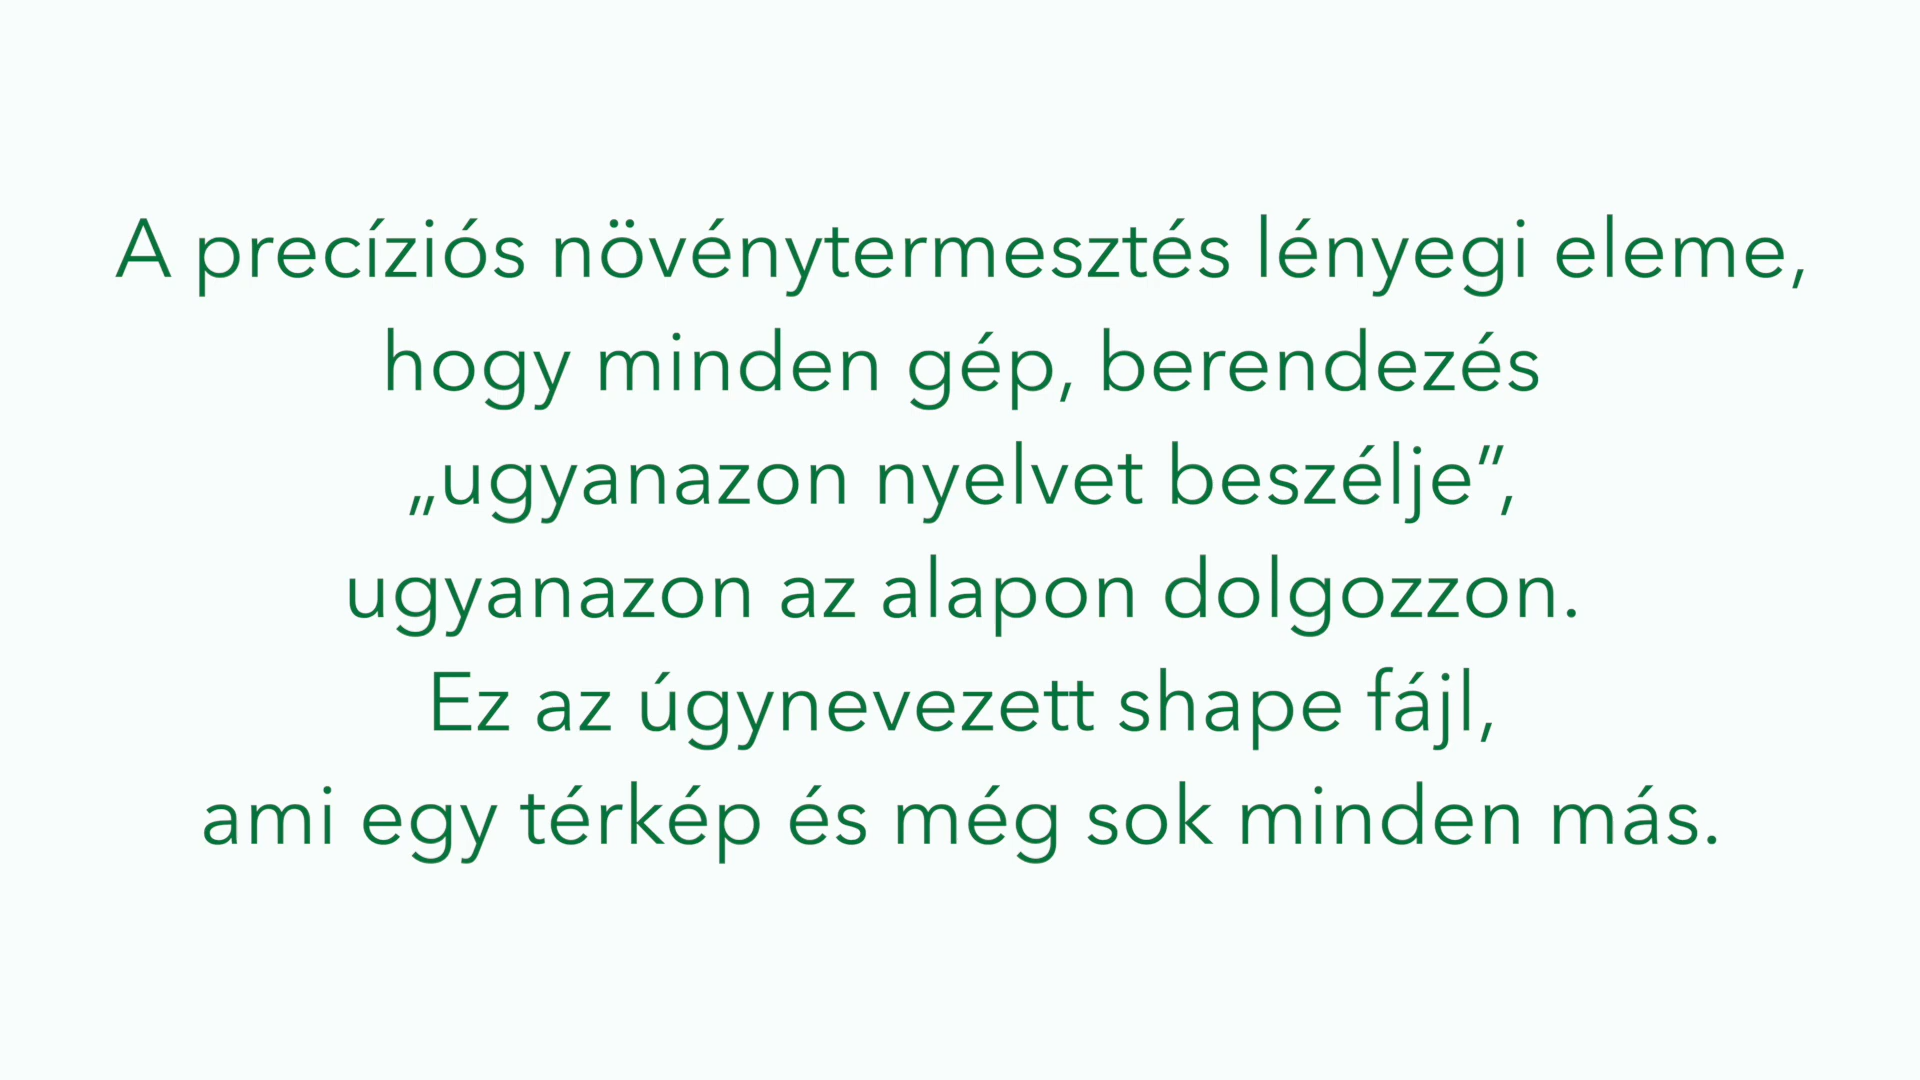 A precíziós növénytermesztés lényegi eleme,
hogy minden gép, berendezés
„ugyanazon nyelvet beszélje”,
ugyanazon az alapon dolgozzon.
Ez az úgynevezett shape fájl,
ami egy térkép és még sok minden más.